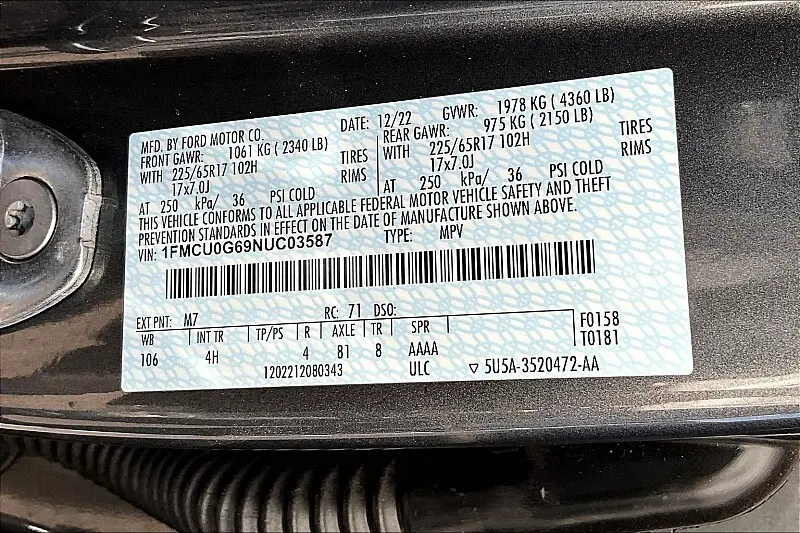 MFD. BY FORD MOTOR CO.
DATE: 12/22 GVWR: 1978 KG ( 4360 LB)
FRONT GAWR: 1061 KG ( 2340 LB)
WITH 225/65R17 102H TIRES
17x7.0J RIMS
AT 250 kPa/ 36 PSI COLD
REAR GAWR: 975 KG ( 2150 LB)
WITH 225/65R17 102H TIRES
17x7.0J RIMS
AT 250 kPa/ 36 PSI COLD
THIS VEHICLE CONFORMS TO ALL APPLICABLE FEDERAL MOTOR VEHICLE SAFETY AND THEFT
PREVENTION STANDARDS IN EFFECT ON THE DATE OF MANUFACTURE SHOWN ABOVE.
VIN: 1FMCU0G69NUC03587 TYPE: MPV
EXT PNT: M7 RC: 71 DSO:
WB INT TR TP/PS R AXLE TR SPR
106 4H 4 81 8 AAAA
ULC
F0158
T0181
1202212080343
▽ 5U5A-3520472-AA